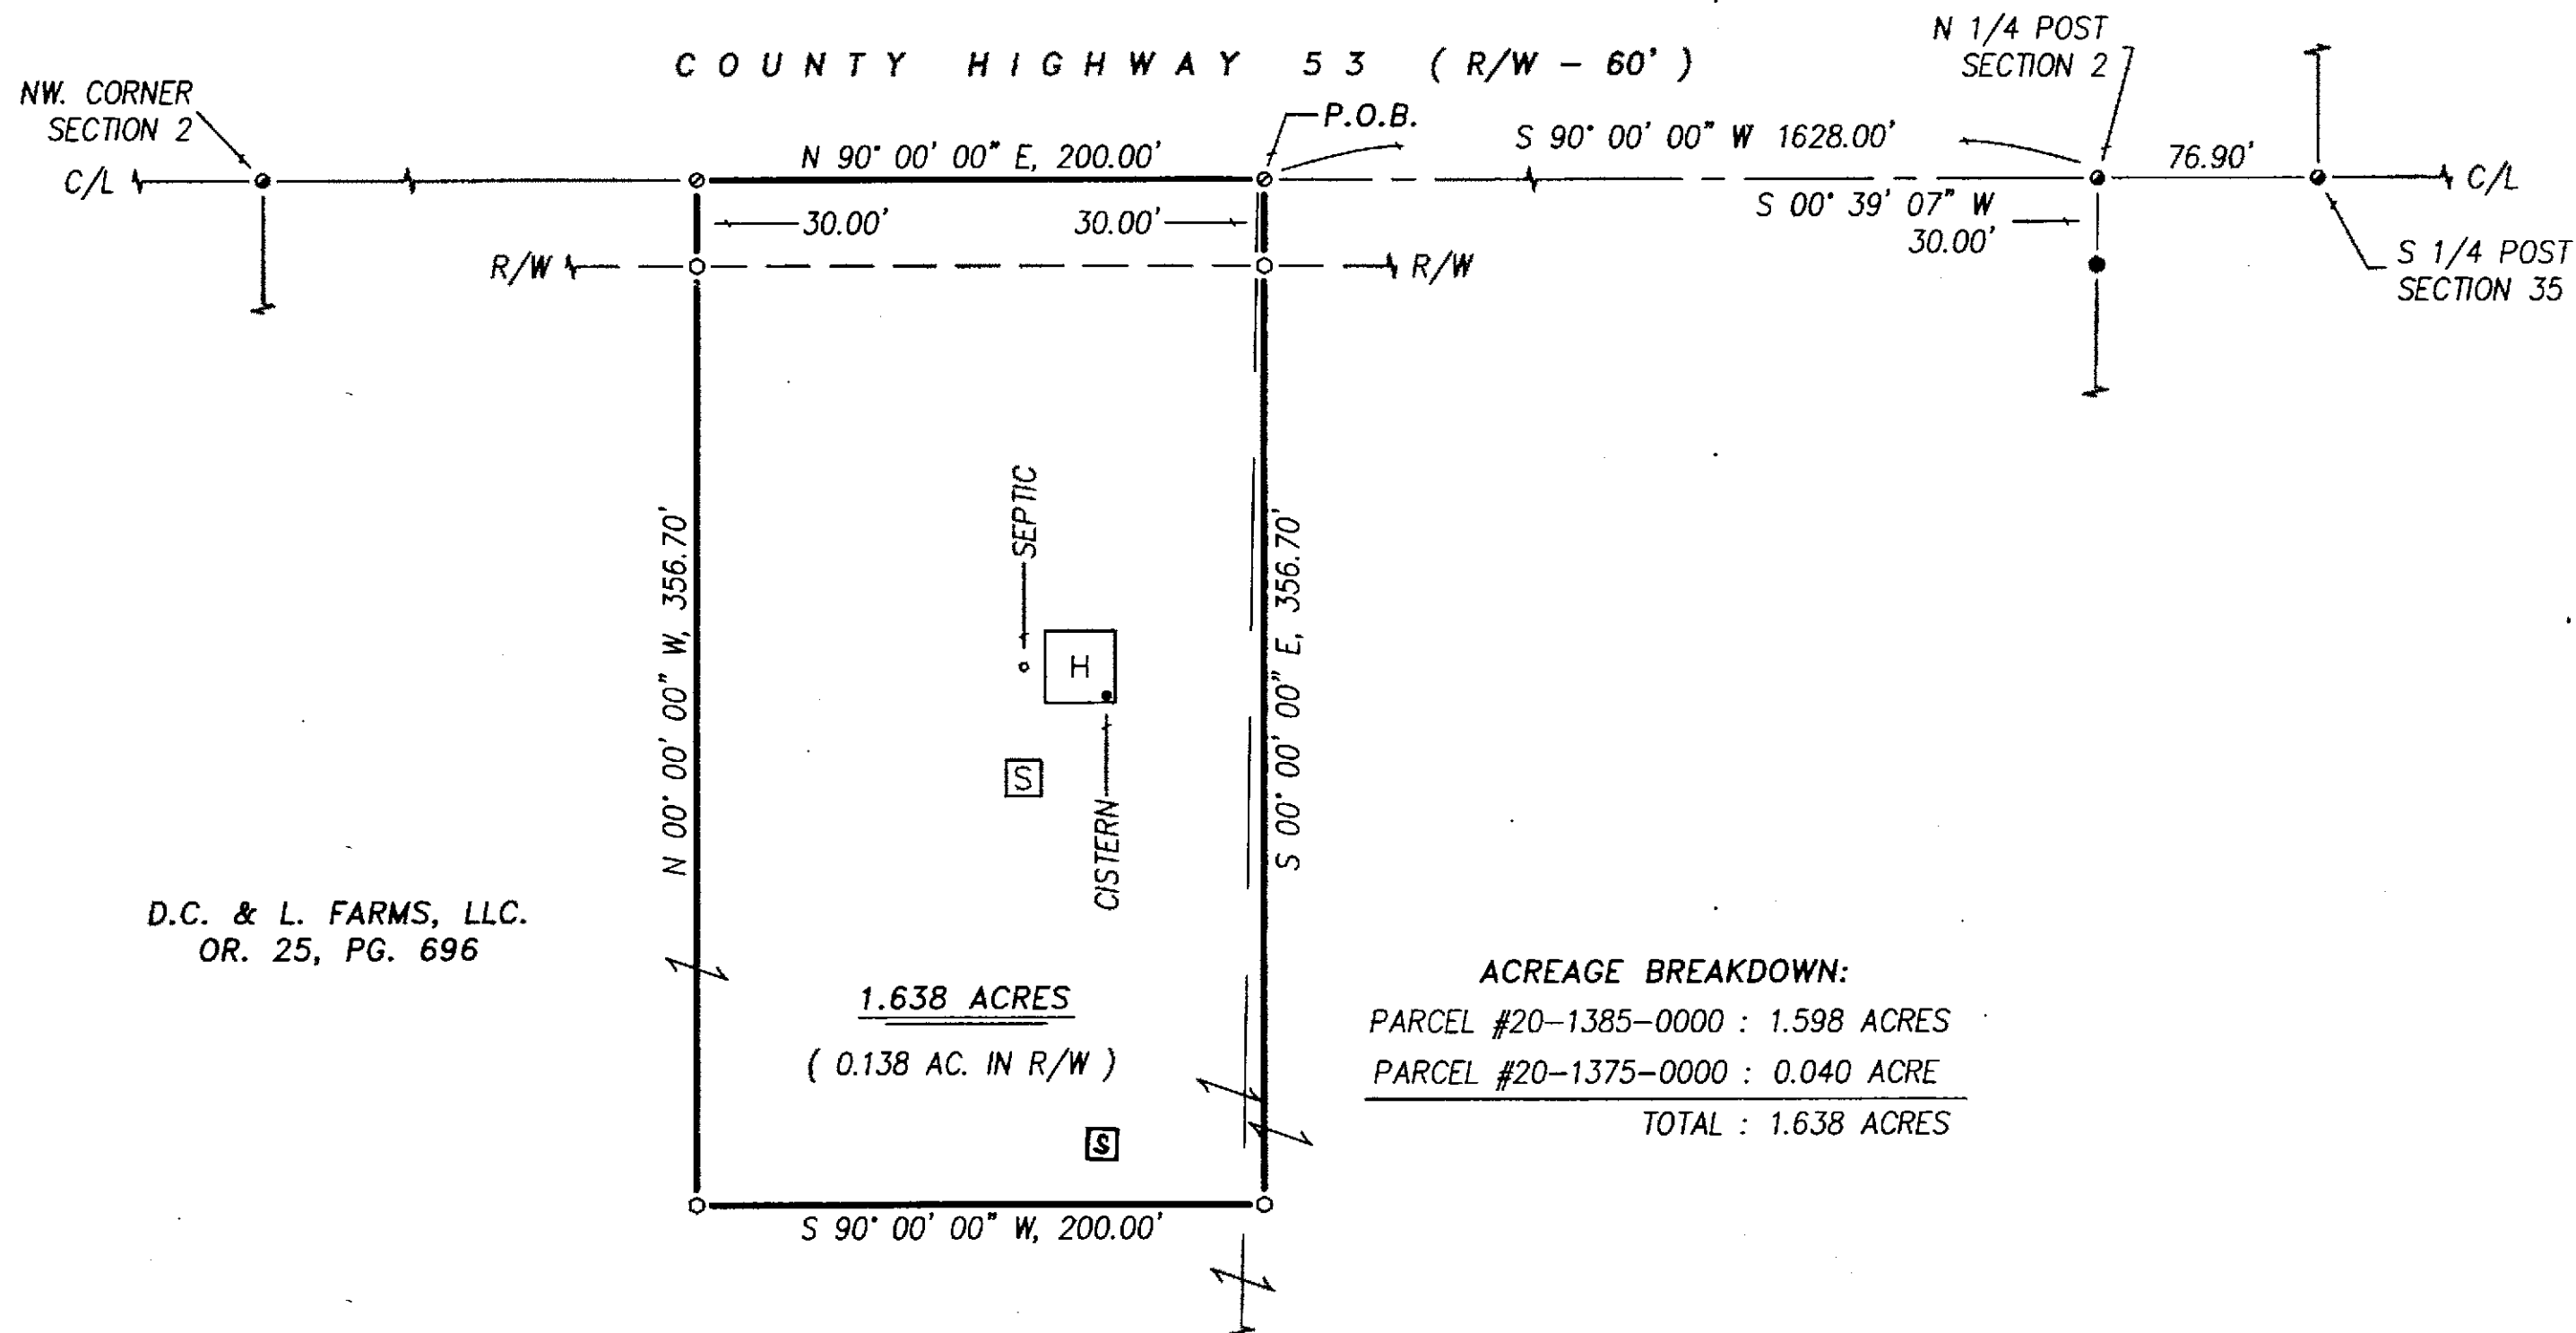 COUNTY HIGHWAY 53 ( R/W - 60' )
N 1/4 POST
SECTION 2
NW. CORNER
SECTION 2
P.O.B.
S 90° 00' 00" W 1628.00'
N 90° 00' 00" E, 200.00'
76.90'
C/L
C/L
S 00° 39' 07" W
30.00'
30.00'
30.00'
R/W
R/W
S 1/4 POST
SECTION 35
SEPTIC
N 00° 00' 00" W, 356.70'
S 00° 00' 00" E, 356.70'
H
S
CISTERN
D.C. & L. FARMS, LLC.
OR. 25, PG. 696
1.638 ACRES
( 0.138 AC. IN R/W )
ACREAGE BREAKDOWN:
PARCEL #20-1385-0000 : 1.598 ACRES
PARCEL #20-1375-0000 : 0.040 ACRE
TOTAL : 1.638 ACRES
S
S 90° 00' 00" W, 200.00'